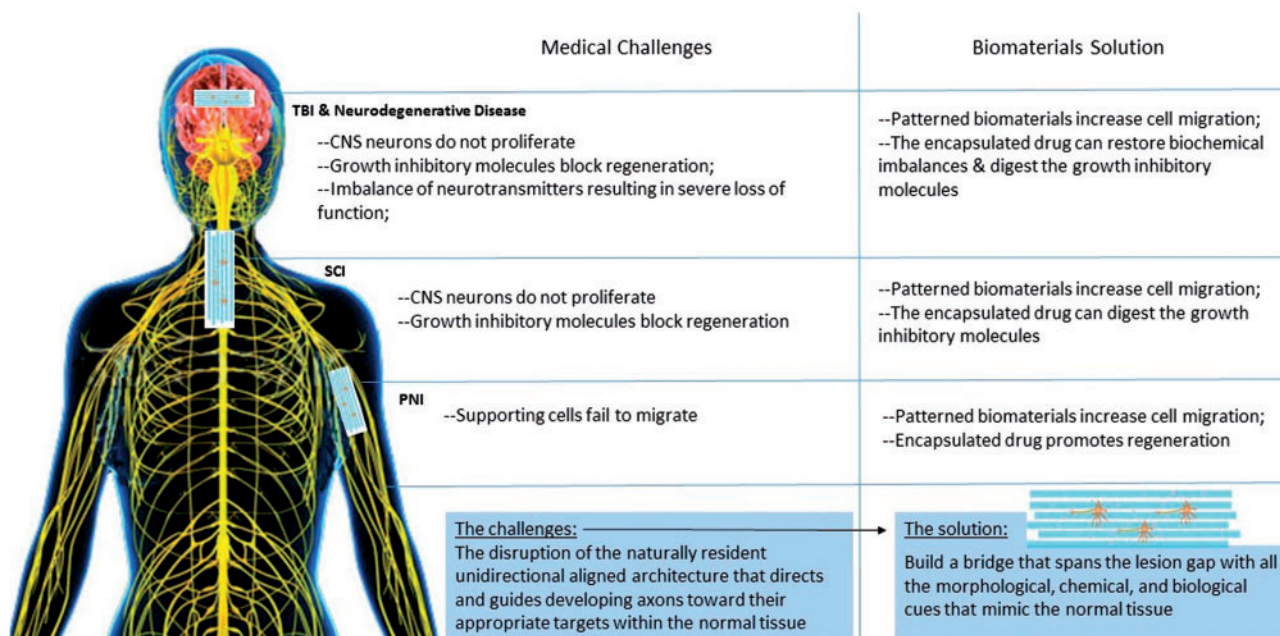 Medical Challenges
Biomaterials Solution
TBI & Neurodegenerative Disease
--CNS neurons do not proliferate
--Growth inhibitory molecules block regeneration;
--Imbalance of neurotransmitters resulting in severe loss of
function;
--Patterned biomaterials increase cell migration;
--The encapsulated drug can restore biochemical
imbalances & digest the growth inhibitory
molecules
SCI
--CNS neurons do not proliferate
--Growth inhibitory molecules block regeneration
--Patterned biomaterials increase cell migration;
--The encapsulated drug can digest the growth
inhibitory molecules
PNI
--Supporting cells fail to migrate
--Patterned biomaterials increase cell migration;
--Encapsulated drug promotes regeneration
The challenges:
The disruption of the naturally resident
unidirectional aligned architecture that directs
and guides developing axons toward their
appropriate targets within the normal tissue
The solution:
Build a bridge that spans the lesion gap with all
the morphological, chemical, and biological
cues that mimic the normal tissue